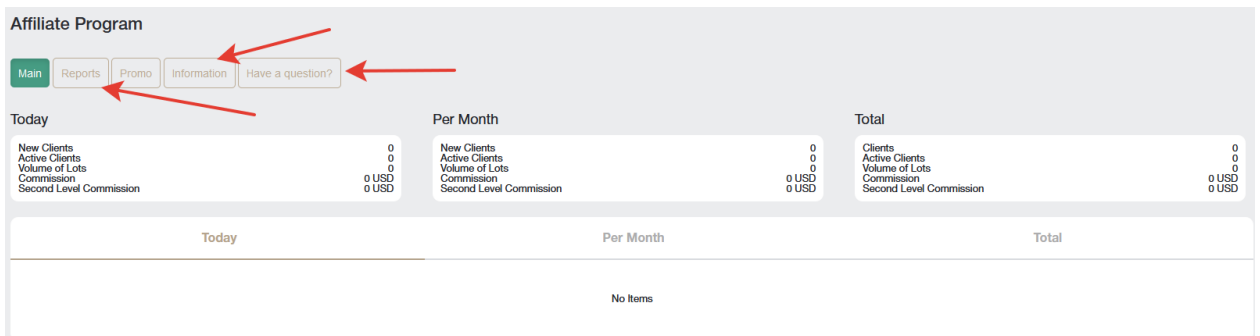 Affiliate Program
Main Reports Promo Information Have a question?
Today Per Month Total
New Clients 0 New Clients 0 Clients 0
Active Clients 0 Active Clients 0 Active Clients 0
Volume of Lots 0 Volume of Lots 0 Volume of Lots 0
Commission 0 USD Commission 0 USD Commission 0 USD
Second Level Commission 0 USD Second Level Commission 0 USD Second Level Commission 0 USD
Today Per Month Total
No Items